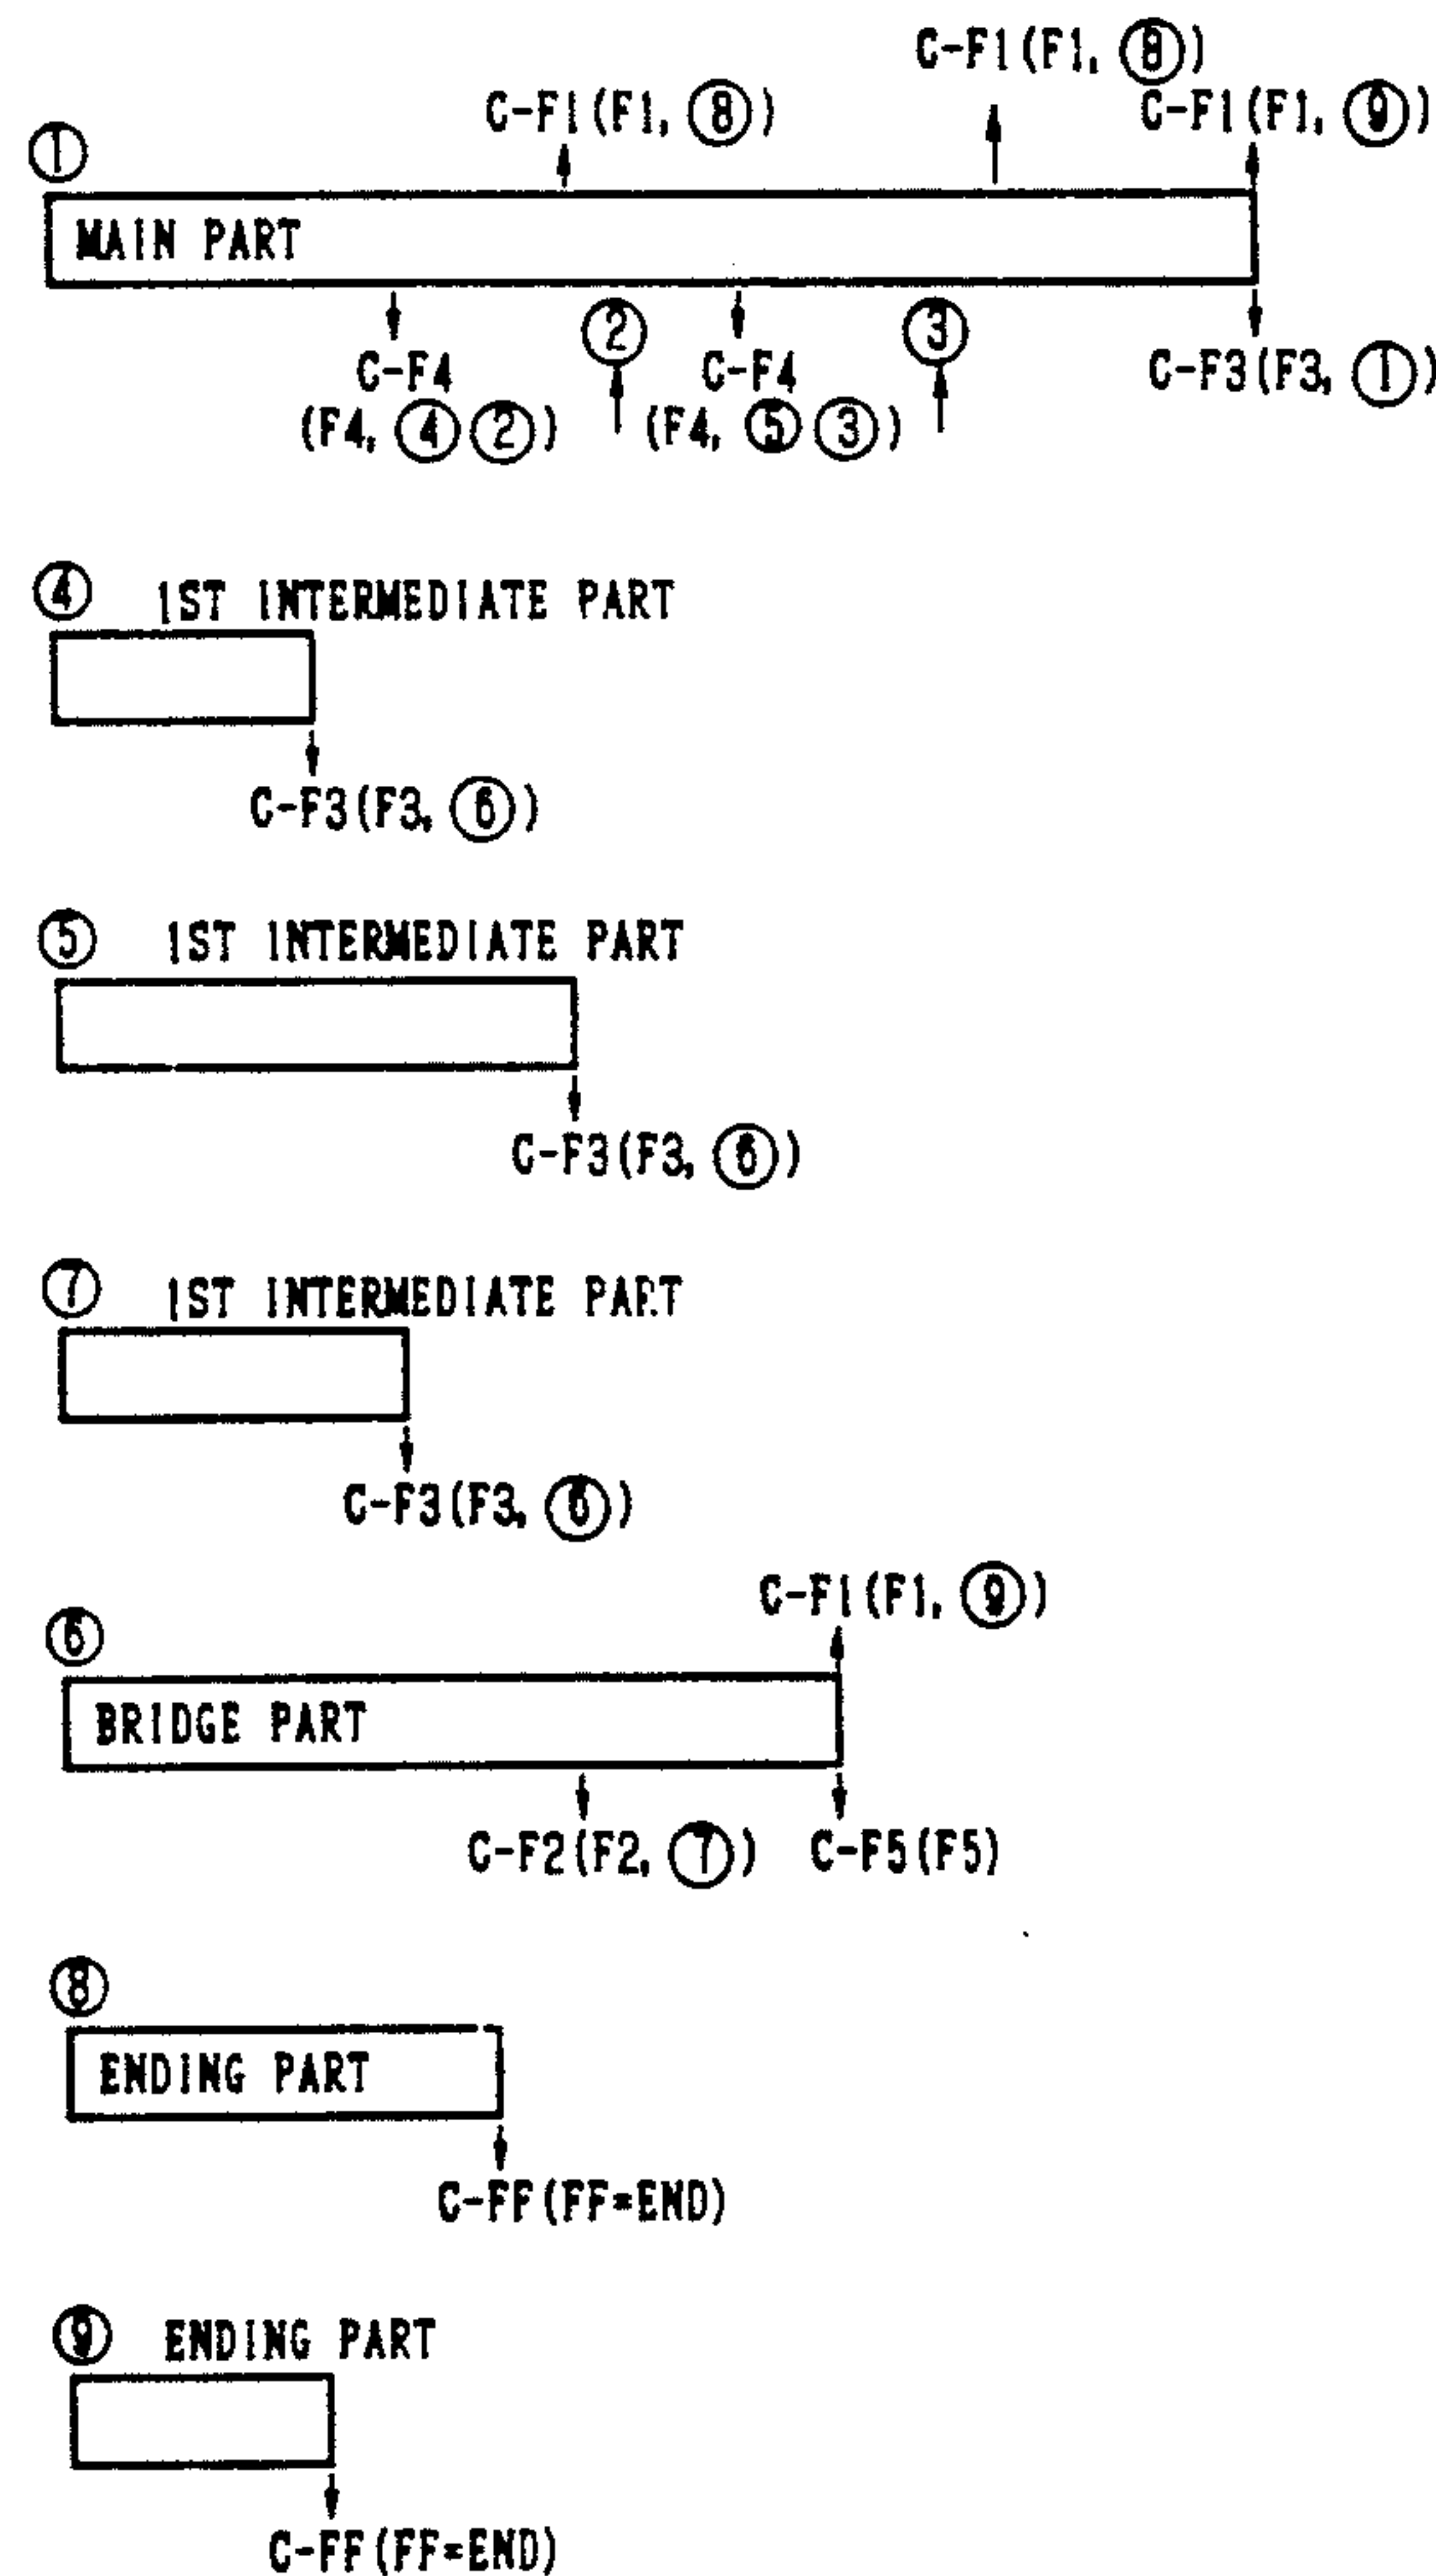 C-F1(F1, ⑧)
C-F1(F1, ⑧)
C-F1(F1, ⑨)
①
MAIN PART
②
③
C-F4
C-F4
C-F3(F3, ①)
(F4, ④②)
(F4, ⑤③)
④ 1ST INTERMEDIATE PART
C-F3(F3, ⑥)
⑤ 1ST INTERMEDIATE PART
C-F3(F3, ⑥)
⑦ 1ST INTERMEDIATE PART
C-F3(F3, ⑥)
C-F1(F1, ⑨)
⑥
BRIDGE PART
C-F2(F2, ⑦)
C-F5(F5)
⑧
ENDING PART
C-FF(FF=END)
⑨ ENDING PART
C-FF(FF=END)